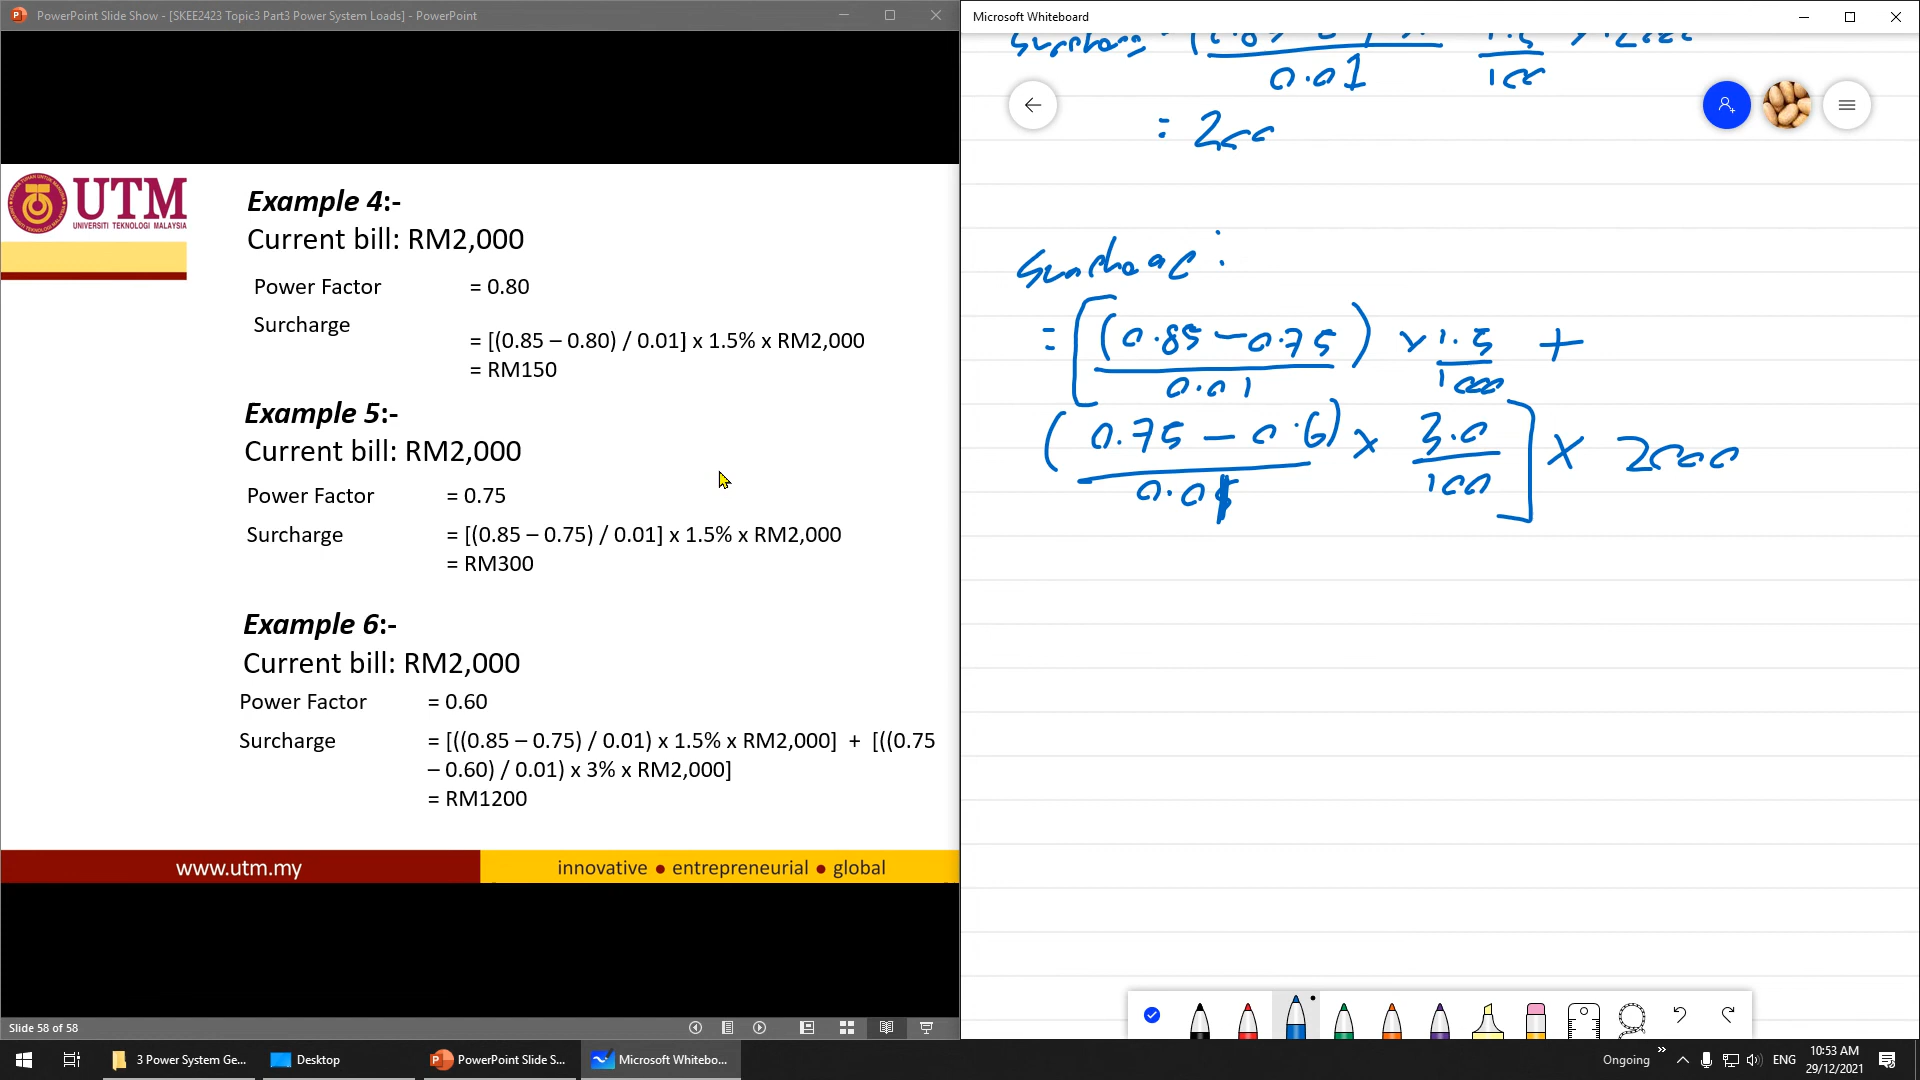 PowerPoint Slide Show - [SKEE2423 Topic3 Part3 Power System Loads] - PowerPoint
UTM
UNIVERSITI TEKNOLOGI MALAYSIA
Example 4:-
Current bill: RM2,000
Power Factor = 0.80
Surcharge
= [(0.85 – 0.80) / 0.01] x 1.5% x RM2,000
= RM150
Example 5:-
Current bill: RM2,000
Power Factor = 0.75
Surcharge = [(0.85 – 0.75) / 0.01] x 1.5% x RM2,000
= RM300
Example 6:-
Current bill: RM2,000
Power Factor = 0.60
Surcharge = [((0.85 – 0.75) / 0.01) x 1.5% x RM2,000] + [((0.75
– 0.60) / 0.01) x 3% x RM2,000]
= RM1200
www.utm.my
innovative ● entrepreneurial ● global
Slide 58 of 58
Microsoft Whiteboard
0.01
100
= 200
:
= [(0.85 – 0.75) x 1.5 +
0.01 100
(0.75 – 0.6) x 3.0] x 2000
0.01 100
3 Power System Ge...
Desktop
PowerPoint Slide S...
Microsoft Whitebo...
Ongoing
ENG
10:53 AM
29/12/2021